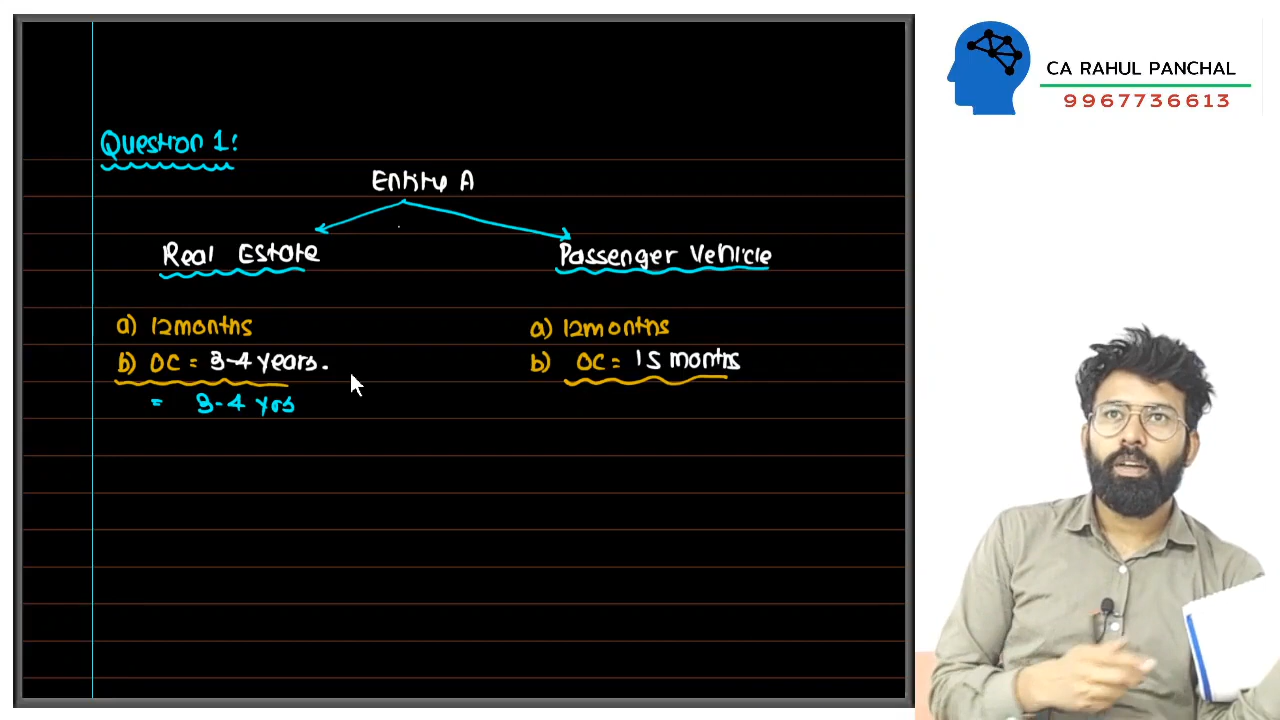 CA RAHUL PANCHAL
9967736613
Question 1:
Entity A
Real Estate
Passenger Vehicle
a) 12months
b) OC = 3-4 years.
= 3-4 yrs
a) 12months
b) OC = 15 months